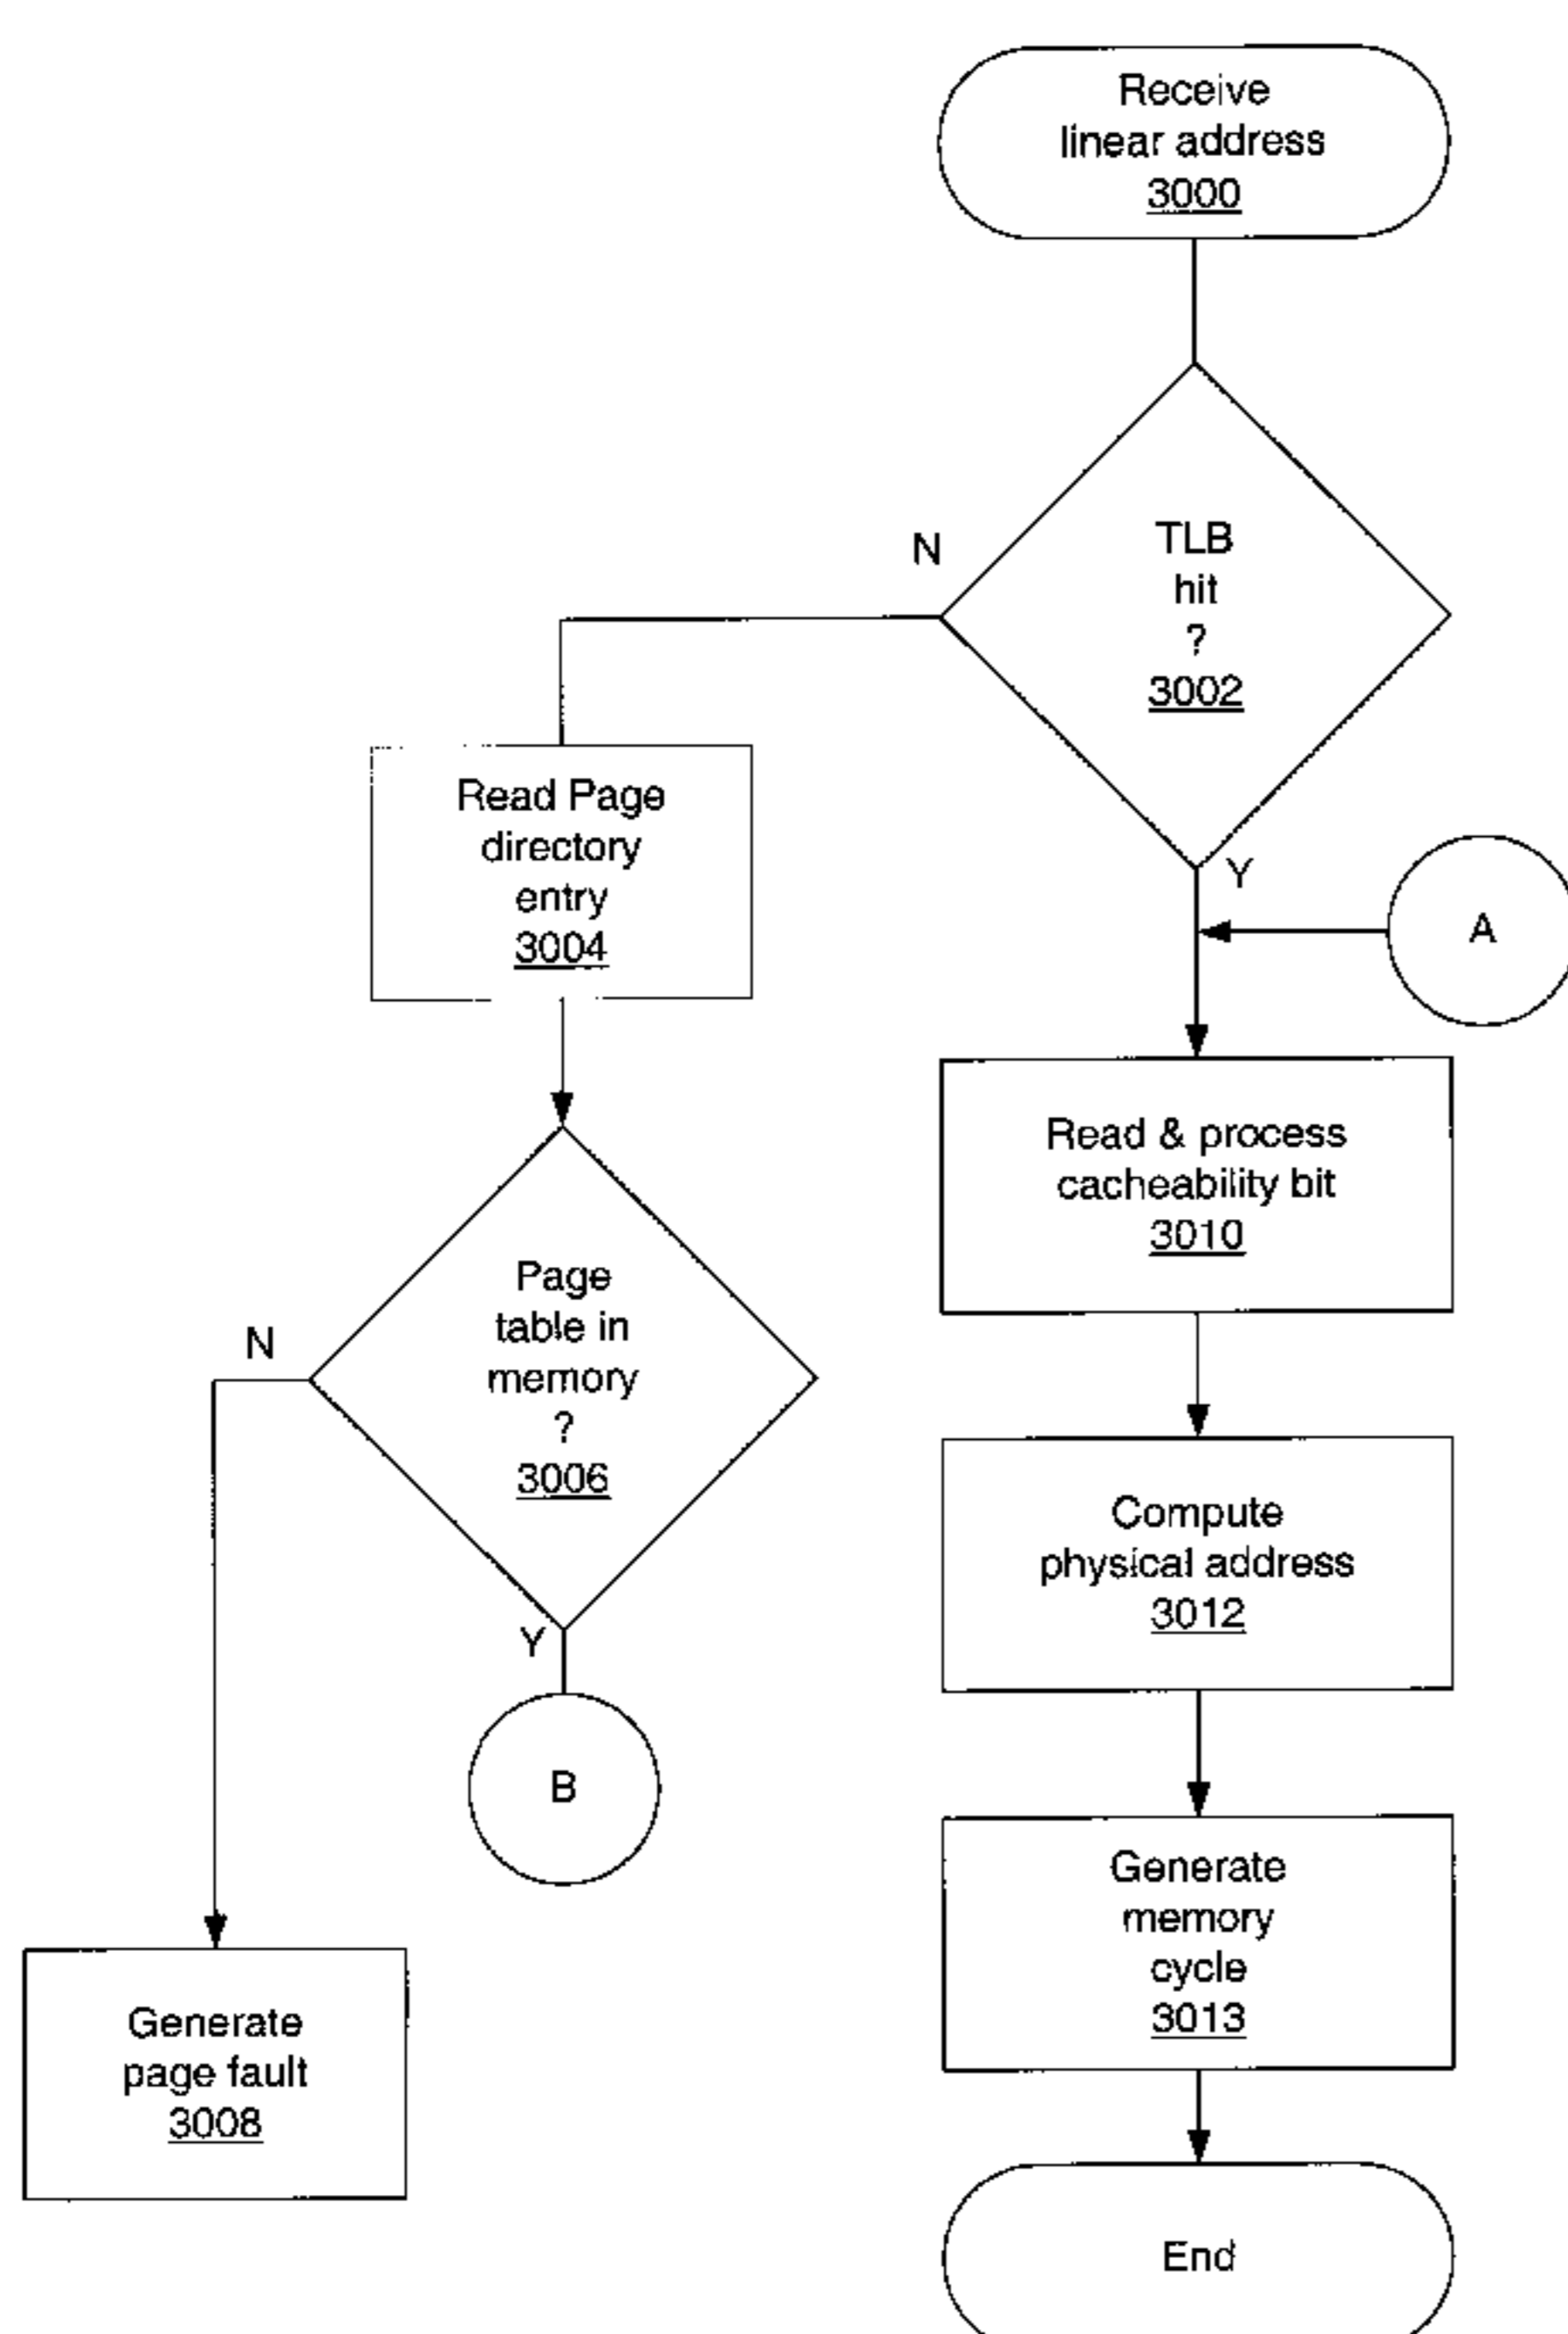 Receive
linear address
3000
N
TLB
hit
?
3002
Y
A
Read Page
directory
entry
3004
Read & process
cacheability bit
3010
N
Page
table in
memory
?
3006
Y
B
Compute
physical address
3012
Generate
memory
cycle
3013
Generate
page fault
3008
End